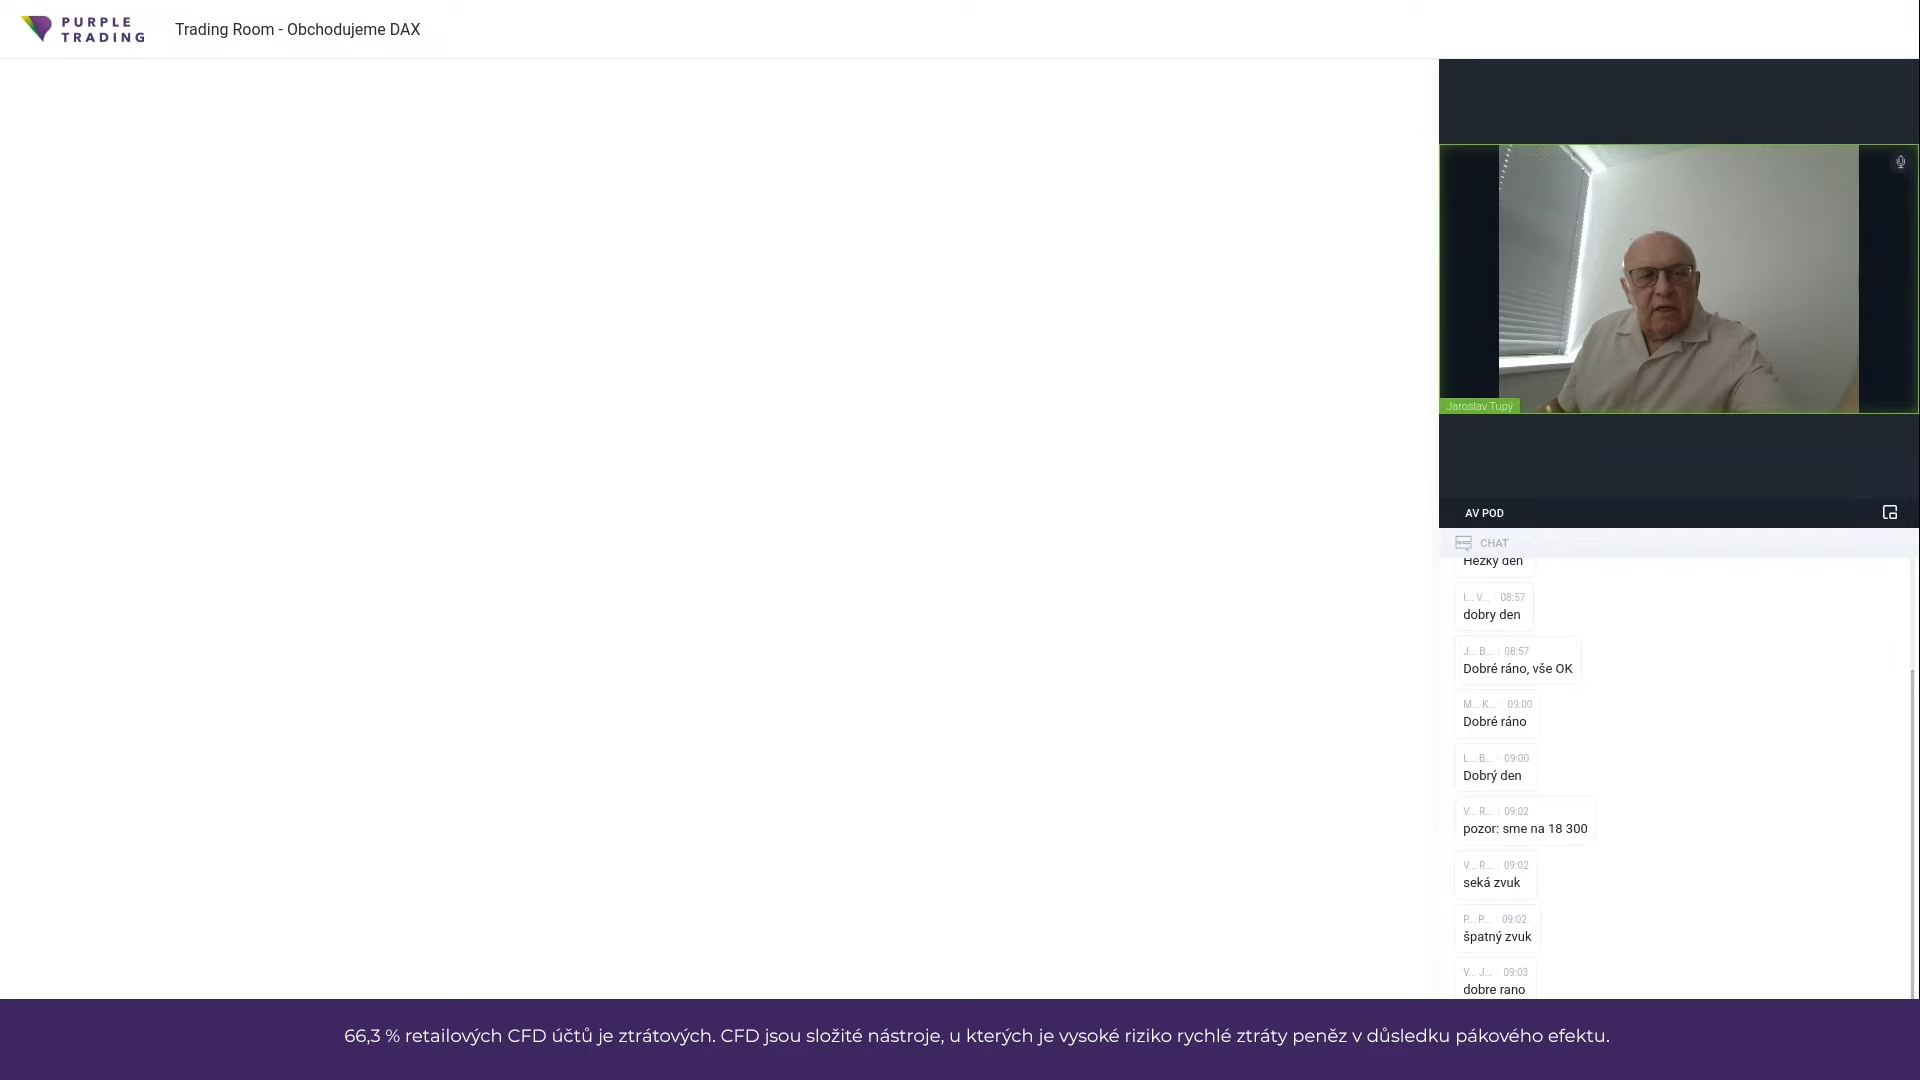 PURPLE
TRADING
Trading Room - Obchodujeme DAX
Jaroslav Tupý
AV POD
CHAT
Hezký den
I... V... 08:57
dobry den
J... B... 08:57
Dobré ráno, vše OK
M... K... 09:00
Dobré ráno
L... B... 09:00
Dobrý den
V... R... 09:02
pozor: sme na 18 300
V... R... 09:02
seká zvuk
P... P... 09:02
špatný zvuk
V... J... 09:03
dobre rano
66,3 % retailových CFD účtů je ztrátových. CFD jsou složité nástroje, u kterých je vysoké riziko rychlé ztráty peněz v důsledku pákového efektu.